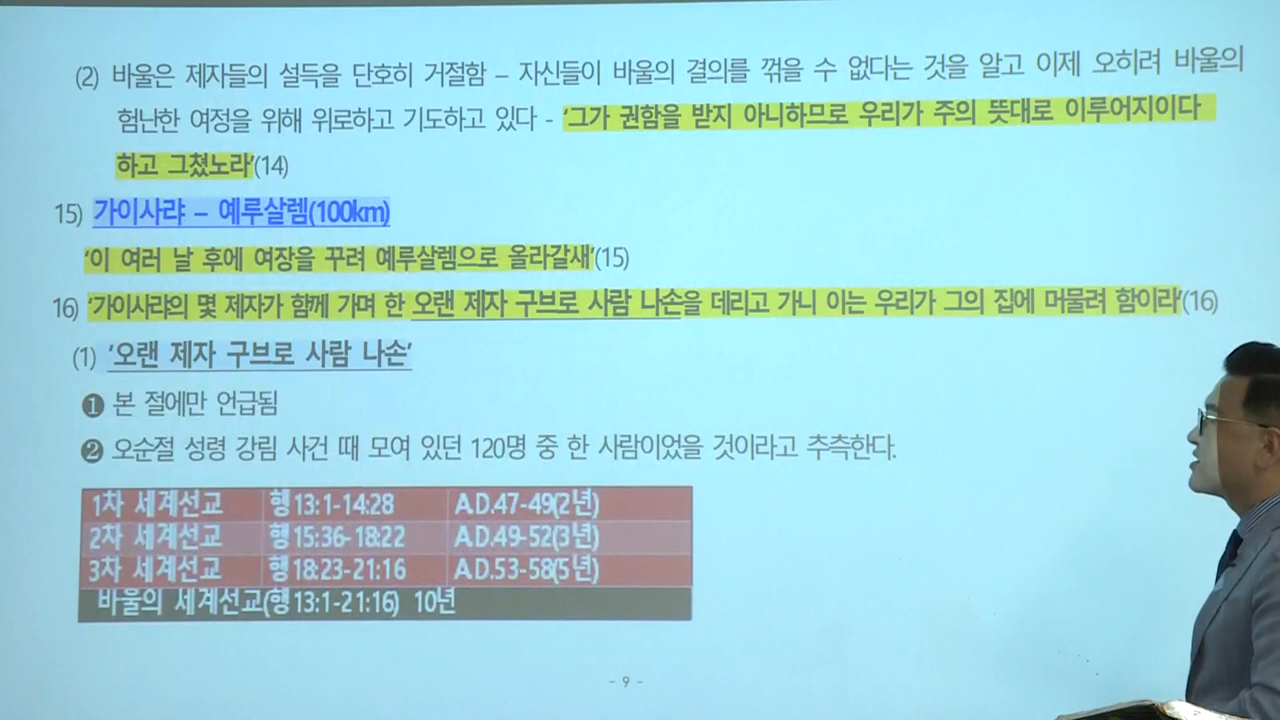 (2) 바울은 제자들의 설득을 단호히 거절함 – 자신들이 바울의 결의를 꺾을 수 없다는 것을 알고 이제 오히려 바울의
험난한 여정을 위해 위로하고 기도하고 있다 - ‘그가 권함을 받지 아니하므로 우리가 주의 뜻대로 이루어지이다
하고 그쳤노라’(14)
15) 가이사랴 – 예루살렘(100km)
‘이 여러 날 후에 여장을 꾸려 예루살렘으로 올라갈새’(15)
16) ‘가이사랴의 몇 제자가 함께 가며 한 오랜 제자 구브로 사람 나손을 데리고 가니 이는 우리가 그의 집에 머물려 함이라’(16)
(1) ‘오랜 제자 구브로 사람 나손’
❶ 본 절에만 언급됨
❷ 오순절 성령 강림 사건 때 모여 있던 120명 중 한 사람이었을 것이라고 추측한다.
1차 세계선교 행13:1-14:28 A.D.47-49(2년)
2차 세계선교 행15:36-18:22 A.D.49-52(3년)
3차 세계선교 행18:23-21:16 A.D.53-58(5년)
바울의 세계선교(행13:1-21:16) 10년
- 9 -